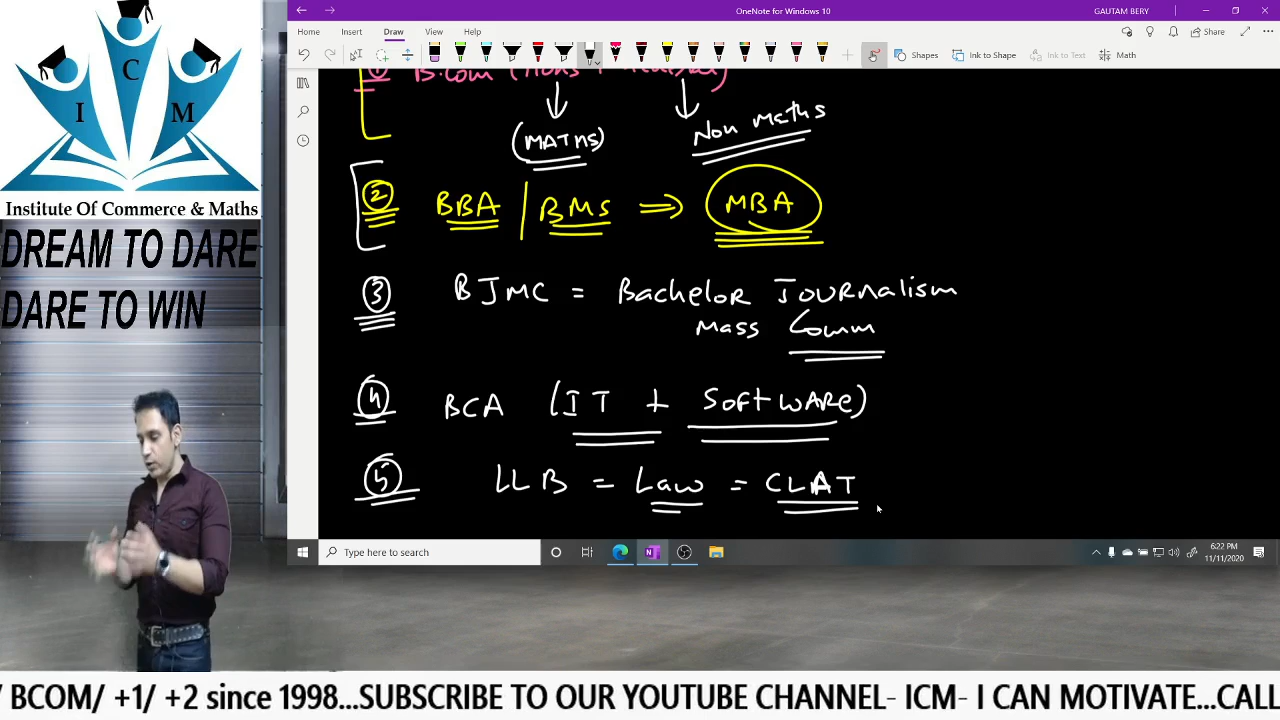 OneNote for Windows 10
GAUTAM BERY
Home Insert Draw View Help
Share
Shapes Ink to Shape Ink to Text Math
I C M
Institute Of Commerce & Maths
DREAM TO DARE
DARE TO WIN
① B.com (Hons +
(MATHS) Non maths
② BBA | BMS ⇒ MBA
③ BJMC = Bachelor Journalism
mass Comm
④ BCA (IT + Software)
⑤ LLB = Law = CLAT
Type here to search
6:22 PM
11/11/2020
/ BCOM/ +1/ +2 since 1998...SUBSCRIBE TO OUR YOUTUBE CHANNEL- ICM- I CAN MOTIVATE...CALL